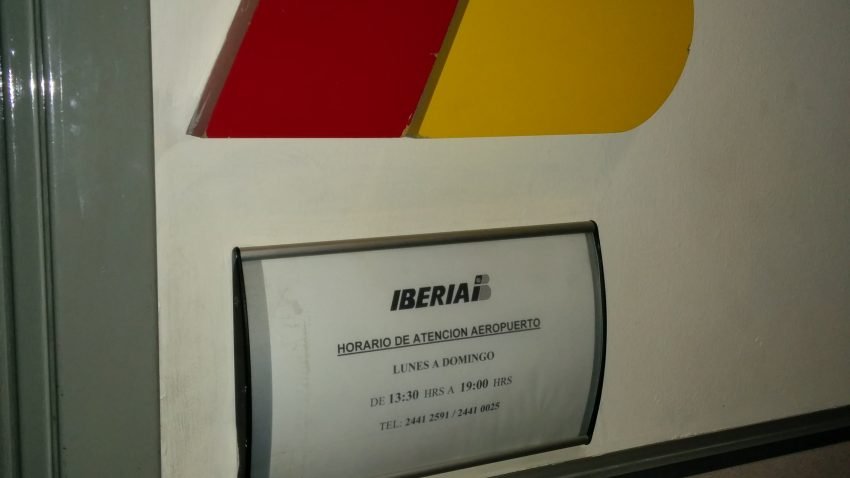 IBERIA
HORARIO DE ATENCION AEROPUERTO
LUNES A DOMINGO
DE 13:30 HRS A 19:00 HRS
TEL: 2441 2591 / 2441 0025